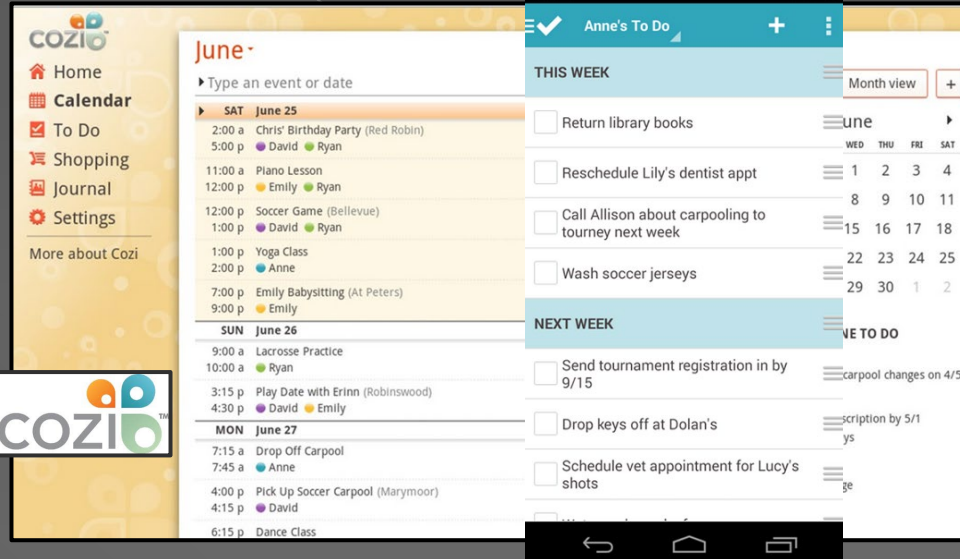 COZI
Home
Calendar
To Do
Shopping
Journal
Settings
More about Cozi
COZI™
June
Type an event or date
SAT June 25
2:00 a Chris' Birthday Party (Red Robin)
5:00 p David Ryan
11:00 a Piano Lesson
12:00 p Emily Ryan
12:00 p Soccer Game (Bellevue)
1:00 p David Ryan
1:00 p Yoga Class
2:00 p Anne
7:00 p Emily Babysitting (At Peters)
9:00 p Emily
SUN June 26
9:00 a Lacrosse Practice
10:00 a Ryan
3:15 p Play Date with Erinn (Robinswood)
4:30 p David Emily
MON June 27
7:15 a Drop Off Carpool
7:45 a Anne
4:00 p Pick Up Soccer Carpool (Marymoor)
4:15 p David
6:15 p Dance Class
Anne's To Do +
THIS WEEK
Return library books
Reschedule Lily's dentist appt
Call Allison about carpooling to
tourney next week
Wash soccer jerseys
NEXT WEEK
Send tournament registration in by
9/15
Drop keys off at Dolan's
Schedule vet appointment for Lucy's
shots
Month view +
une
WED THU FRI SAT
1 2 3 4
8 9 10 11
15 16 17 18
22 23 24 25
29 30 1 2
NE TO DO
carpool changes on 4/5
scription by 5/1
ys
ge